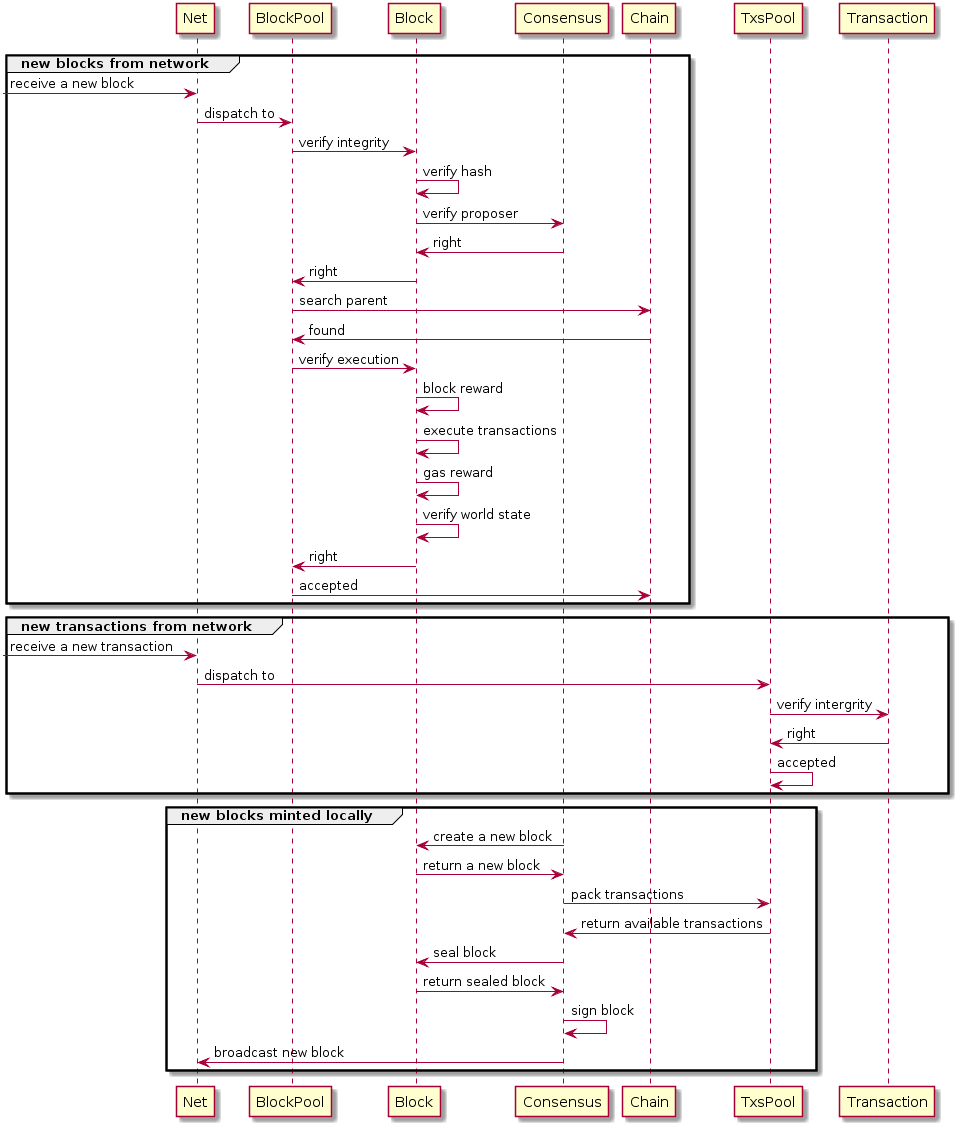 Net BlockPool Block Consensus Chain TxsPool Transaction
new blocks from network
receive a new block
dispatch to
verify integrity
verify hash
verify proposer
right
right
search parent
found
verify execution
block reward
execute transactions
gas reward
verify world state
right
accepted
new transactions from network
receive a new transaction
dispatch to
verify intergrity
right
accepted
new blocks minted locally
create a new block
return a new block
pack transactions
return available transactions
seal block
return sealed block
sign block
broadcast new block
Net BlockPool Block Consensus Chain TxsPool Transaction